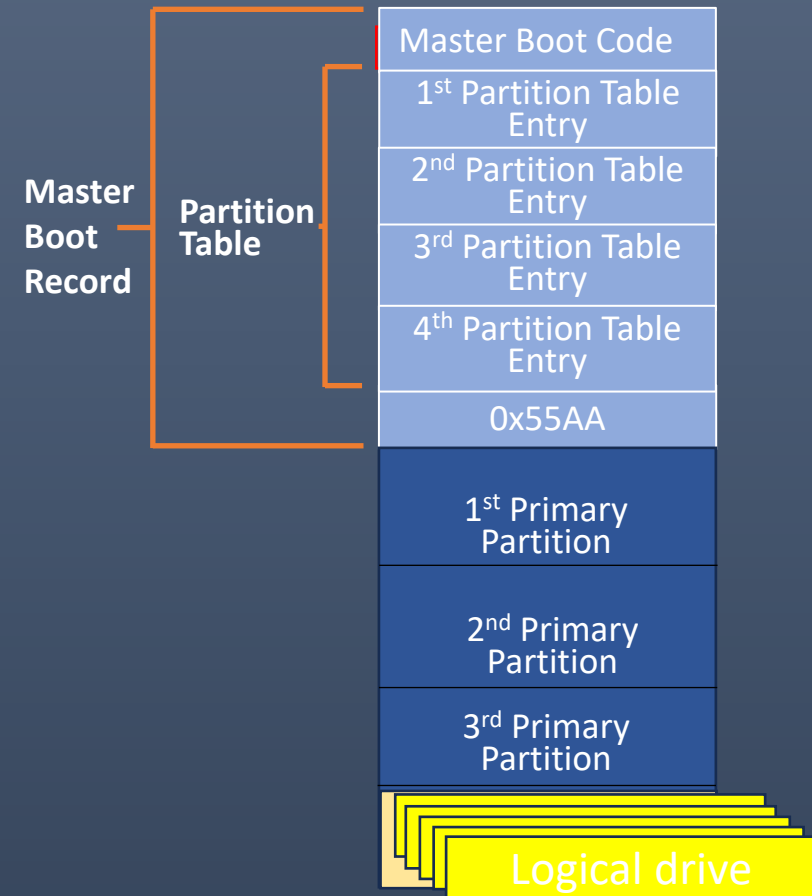 Master Boot Code
1st Partition Table
Entry
2nd Partition Table
Entry
3rd Partition Table
Entry
4th Partition Table
Entry
0x55AA
Master
Boot
Record
Partition
Table
1st Primary
Partition
2nd Primary
Partition
3rd Primary
Partition
Logical drive